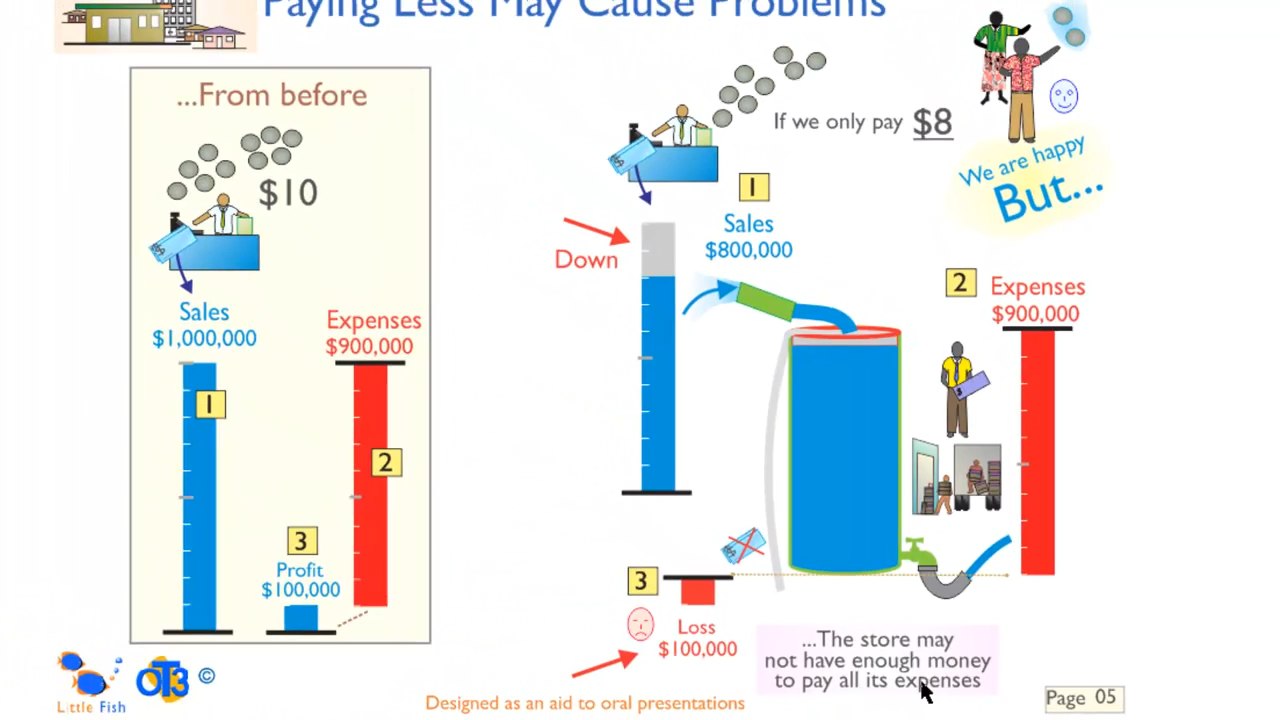 Paying Less May Cause Problems
...From before
$10
Sales
$1,000,000
Expenses
$900,000
1
2
3
Profit
$100,000
If we only pay $8
We are happy
But...
1
Sales
$800,000
Down
2
Expenses
$900,000
3
Loss
$100,000
...The store may
not have enough money
to pay all its expenses
Little Fish
OT3 ©
Designed as an aid to oral presentations
Page 05